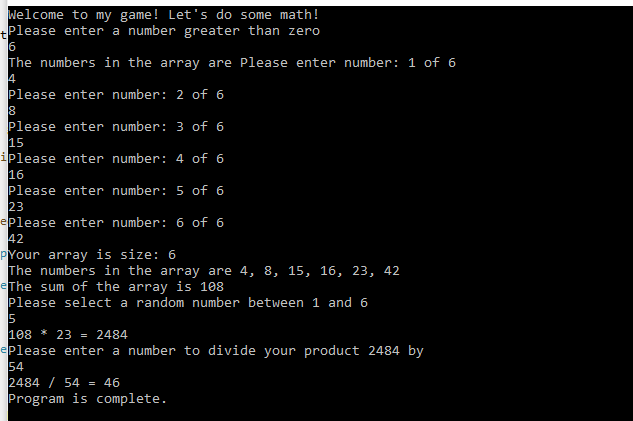 Welcome to my game! Let's do some math!
Please enter a number greater than zero
6
The numbers in the array are Please enter number: 1 of 6
4
Please enter number: 2 of 6
8
Please enter number: 3 of 6
15
Please enter number: 4 of 6
16
Please enter number: 5 of 6
23
Please enter number: 6 of 6
42
Your array is size: 6
The numbers in the array are 4, 8, 15, 16, 23, 42
The sum of the array is 108
Please select a random number between 1 and 6
5
108 * 23 = 2484
Please enter a number to divide your product 2484 by
54
2484 / 54 = 46
Program is complete.